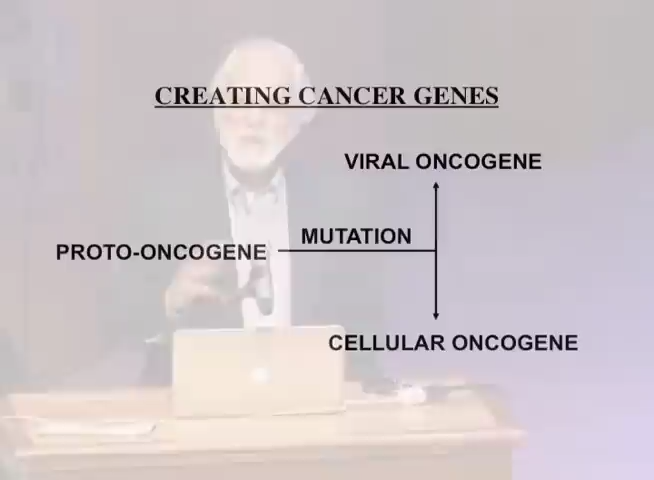 CREATING CANCER GENES
VIRAL ONCOGENE
MUTATION
PROTO-ONCOGENE
CELLULAR ONCOGENE